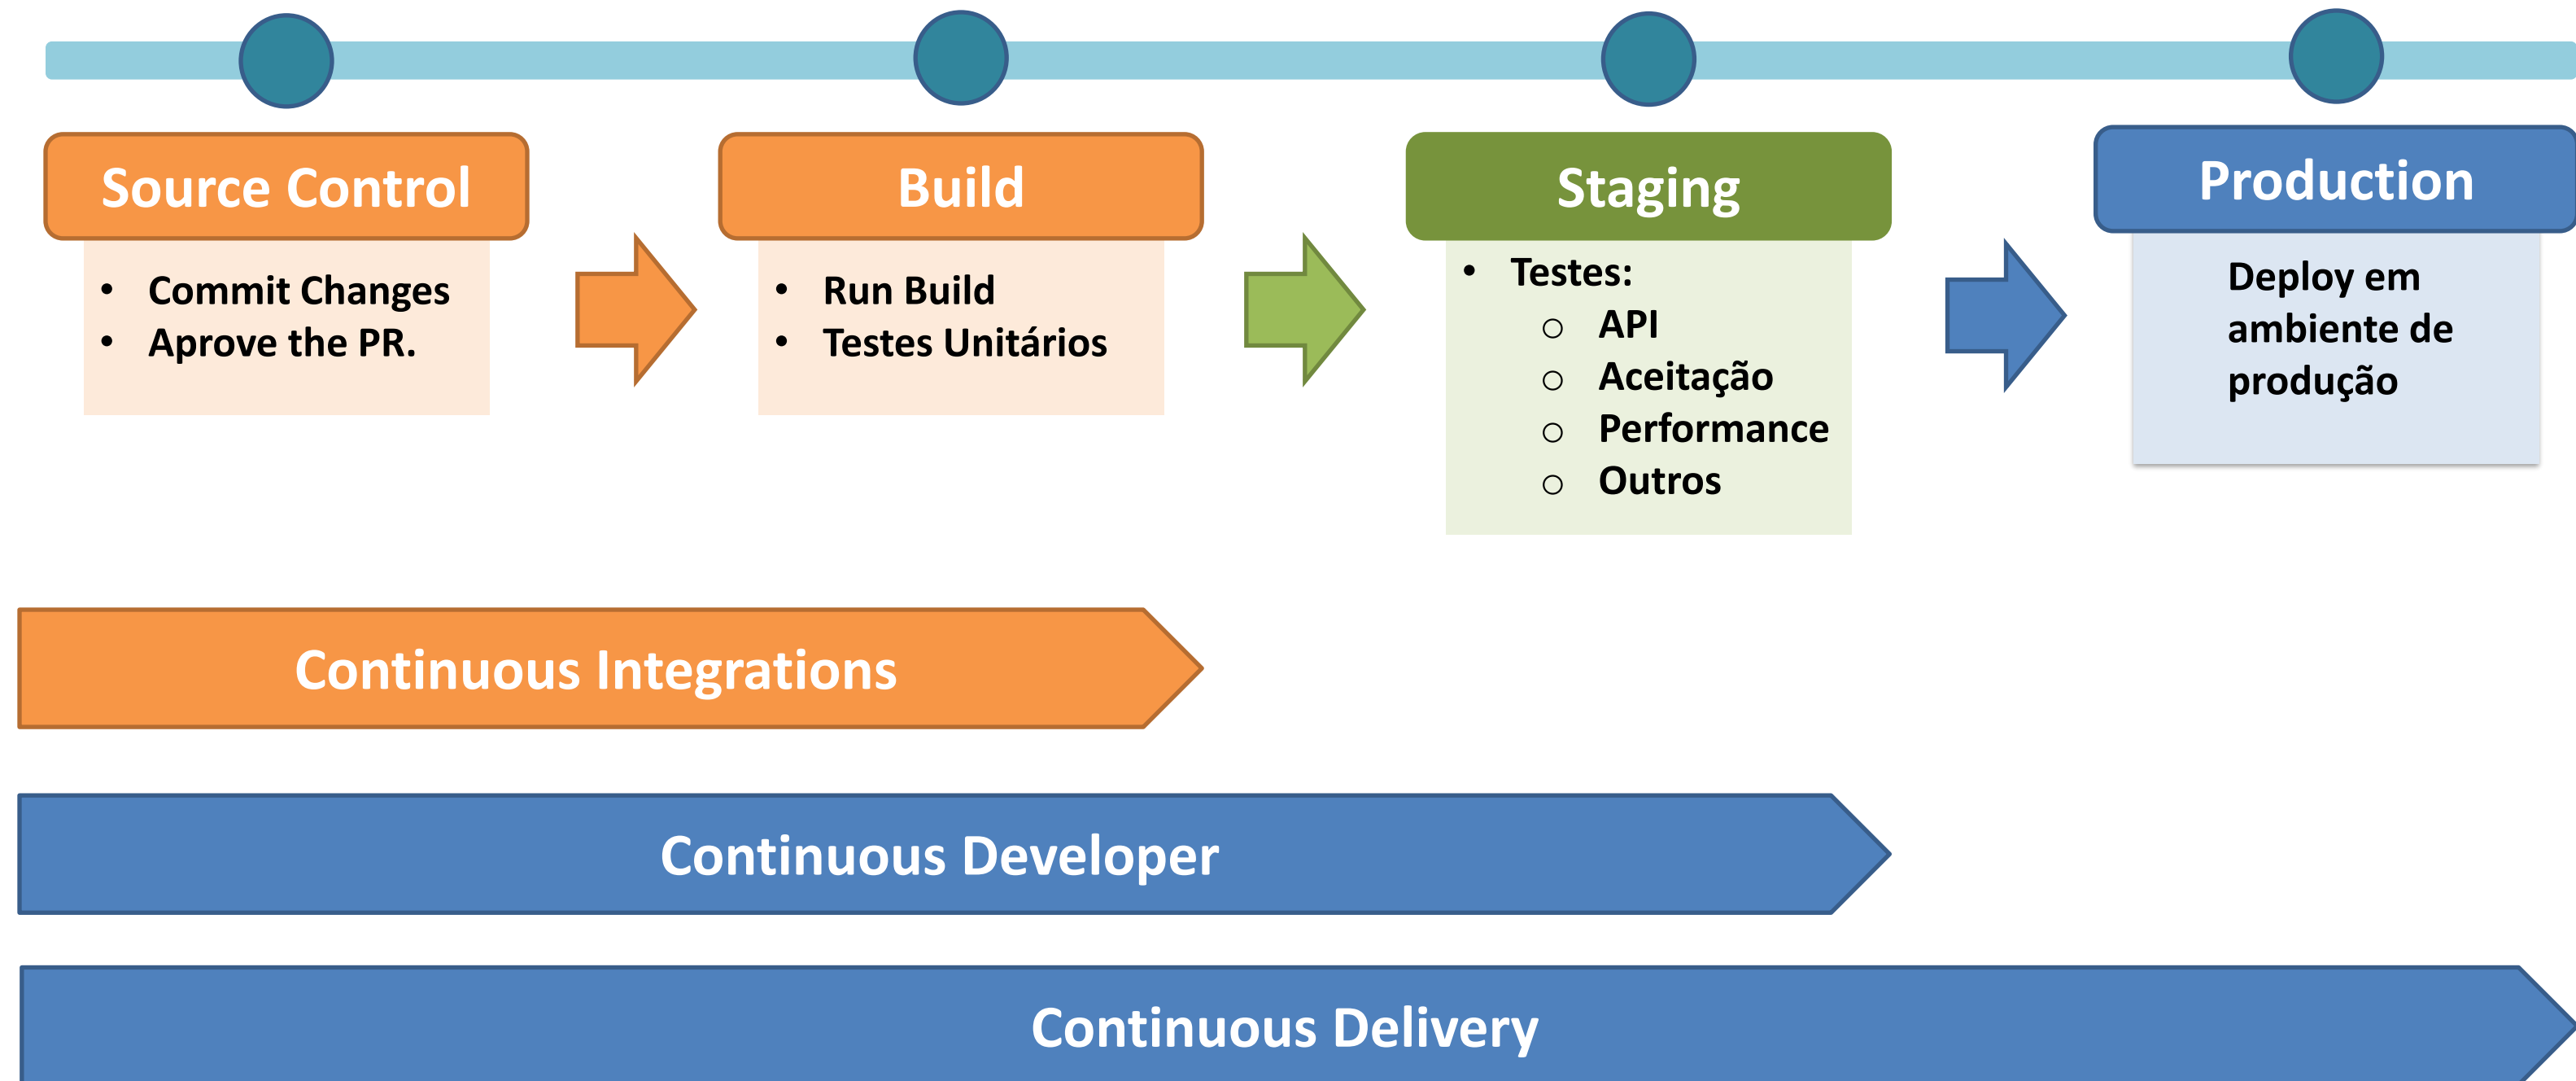 Source Control
• Commit Changes
• Aprove the PR.
Build
• Run Build
• Testes Unitários
Staging
• Testes:
o API
o Aceitação
o Performance
o Outros
Production
Deploy em
ambiente de
produção
Continuous Integrations
Continuous Developer
Continuous Delivery